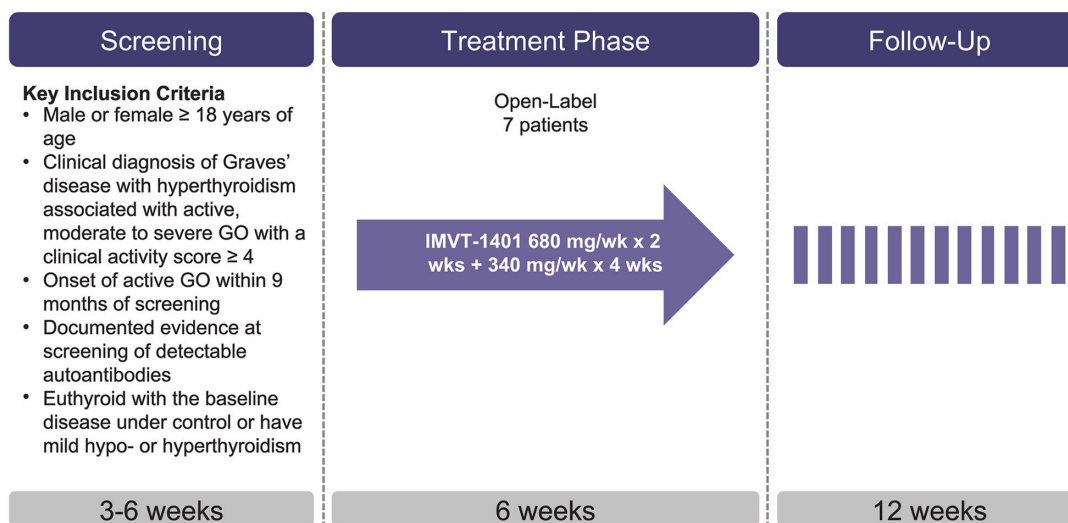 Screening
Treatment Phase
Follow-Up
Key Inclusion Criteria
• Male or female ≥ 18 years of
age
• Clinical diagnosis of Graves’
disease with hyperthyroidism
associated with active,
moderate to severe GO with a
clinical activity score ≥ 4
• Onset of active GO within 9
months of screening
• Documented evidence at
screening of detectable
autoantibodies
• Euthyroid with the baseline
disease under control or have
mild hypo- or hyperthyroidism
Open-Label
7 patients
IMVT-1401 680 mg/wk x 2
wks + 340 mg/wk x 4 wks
3-6 weeks
6 weeks
12 weeks